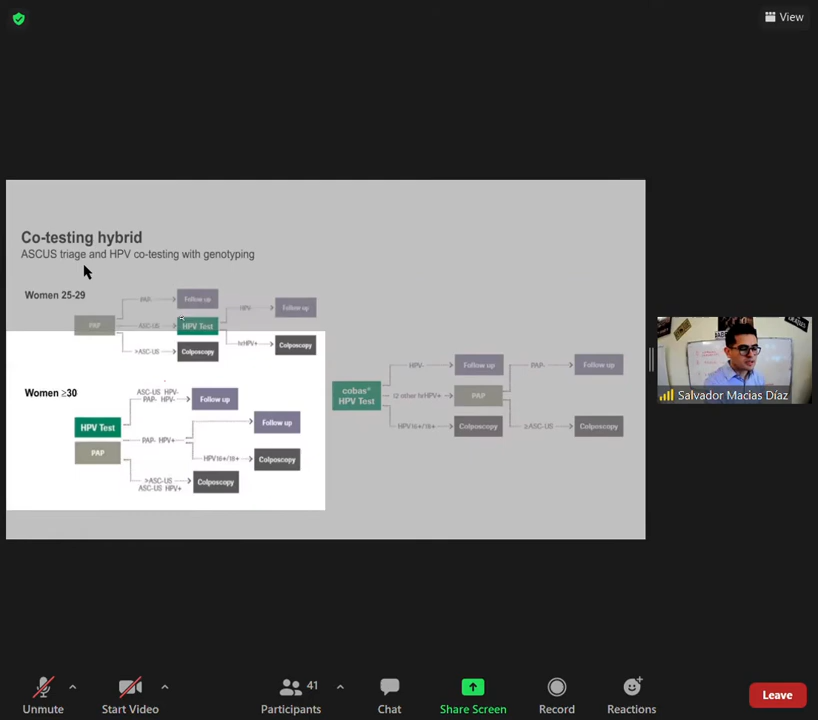 View
Co-testing hybrid
ASCUS triage and HPV co-testing with genotyping
Women 25-29
PAP
PAP-
Follow up
ASC-US
HPV Test
>ASC-US
Colposcopy
HPV-
Follow up
hrHPV+
Colposcopy
Women ≥30
HPV Test
PAP
ASC-US HPV-
PAP- HPV-
Follow up
PAP- HPV+
Follow up
HPV16+/18+
Colposcopy
>ASC-US
ASC-US HPV+
Colposcopy
cobas®
HPV Test
HPV-
Follow up
12 other hrHPV+
PAP
HPV16+/18+
Colposcopy
PAP-
Follow up
≥ASC-US
Colposcopy
Salvador Macias Díaz
Unmute
Start Video
41
Participants
Chat
Share Screen
Record
Reactions
Leave